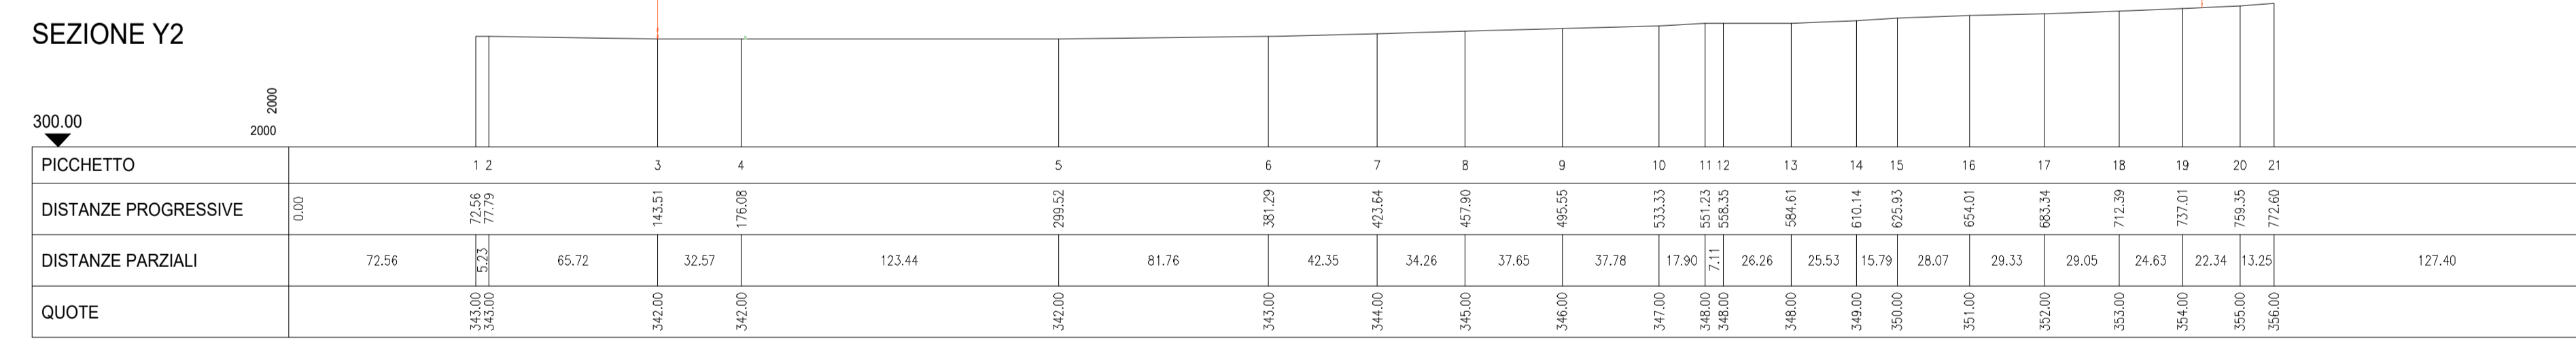 SEZIONE Y2
2000
300.00
2000
PICCHETTO 1 2 3 4 5 6 7 8 9 10 11 12 13 14 15 16 17 18 19 20 21
DISTANZE PROGRESSIVE 0.00 72.56 77.79 143.51 176.08 299.52 381.29 423.64 457.90 495.55 533.33 551.23 558.35 584.61 610.14 625.93 654.01 683.34 712.39 737.01 759.35 772.60
DISTANZE PARZIALI 72.56 5.23 65.72 32.57 123.44 81.76 42.35 34.26 37.65 37.78 17.90 7.11 26.26 25.53 15.79 28.07 29.33 29.05 24.63 22.34 13.25 127.40
QUOTE 343.00 343.00 342.00 342.00 342.00 343.00 344.00 345.00 346.00 347.00 348.00 348.00 348.00 349.00 350.00 351.00 352.00 353.00 354.00 355.00 356.00